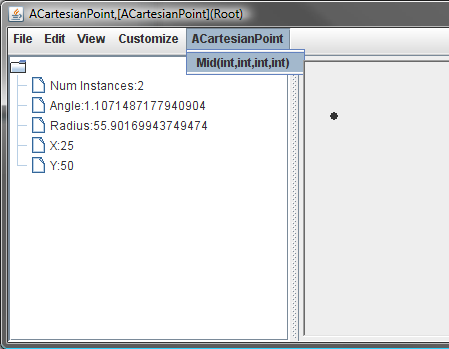 ACartesianPoint,[ACartesianPoint](Root)
File Edit View Customize ACartesianPoint
Mid(int,int,int,int)
Num Instances:2
Angle:1.1071487177940904
Radius:55.90169943749474
X:25
Y:50